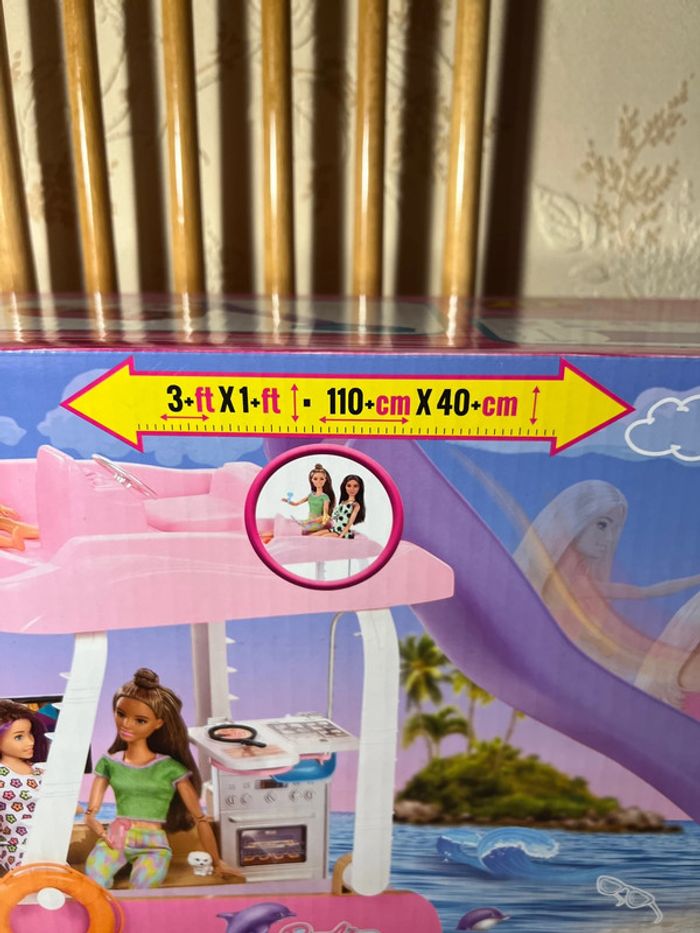 3+ft X 1+ft · 110+cm X 40+cm